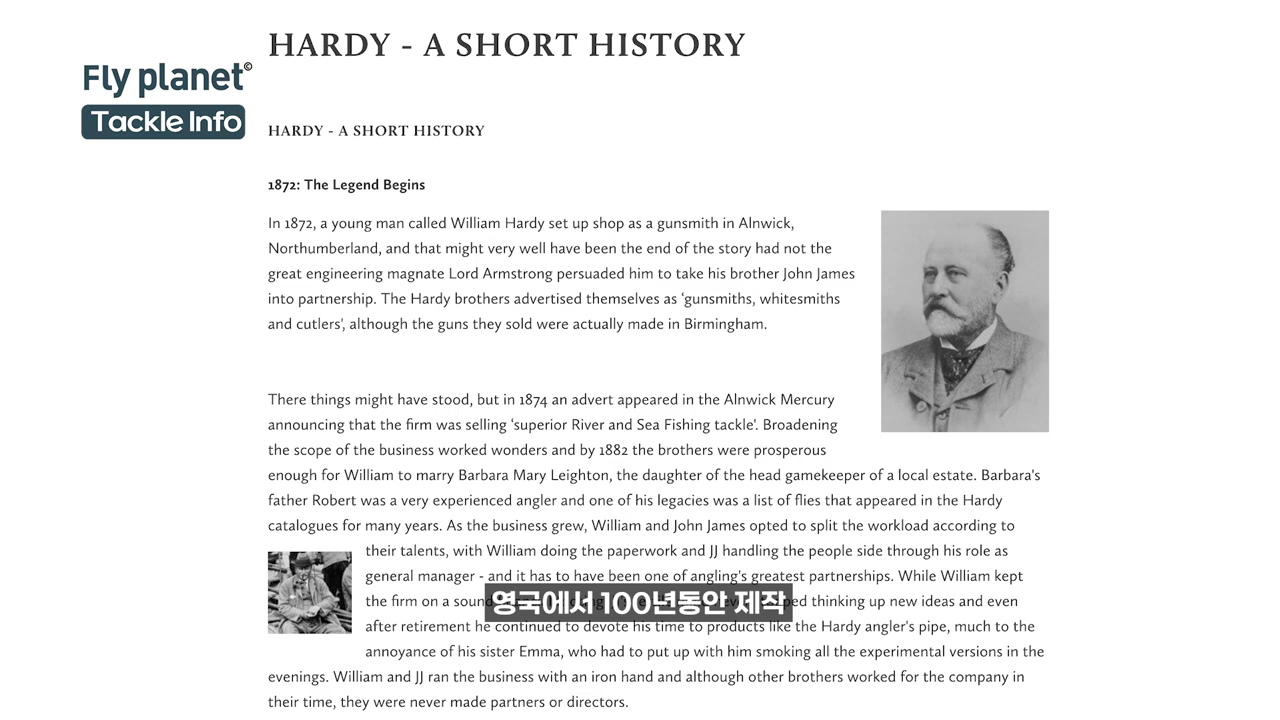 HARDY - A SHORT HISTORY
Fly planet©
Tackle Info
HARDY - A SHORT HISTORY
1872: The Legend Begins
In 1872, a young man called William Hardy set up shop as a gunsmith in Alnwick,
Northumberland, and that might very well have been the end of the story had not the
great engineering magnate Lord Armstrong persuaded him to take his brother John James
into partnership. The Hardy brothers advertised themselves as ‘gunsmiths, whitesmiths
and cutlers’, although the guns they sold were actually made in Birmingham.
There things might have stood, but in 1874 an advert appeared in the Alnwick Mercury
announcing that the firm was selling ‘superior River and Sea Fishing tackle’. Broadening
the scope of the business worked wonders and by 1882 the brothers were prosperous
enough for William to marry Barbara Mary Leighton, the daughter of the head gamekeeper of a local estate. Barbara's
father Robert was a very experienced angler and one of his legacies was a list of flies that appeared in the Hardy
catalogues for many years. As the business grew, William and John James opted to split the workload according to
their talents, with William doing the paperwork and JJ handling the people side through his role as
general manager - and it has to have been one of angling's greatest partnerships. While William kept
the firm on a sound thinking up new ideas and even
영국에서 100년동안 제작
after retirement he continued to devote his time to products like the Hardy angler's pipe, much to the
annoyance of his sister Emma, who had to put up with him smoking all the experimental versions in the
evenings. William and JJ ran the business with an iron hand and although other brothers worked for the company in
their time, they were never made partners or directors.